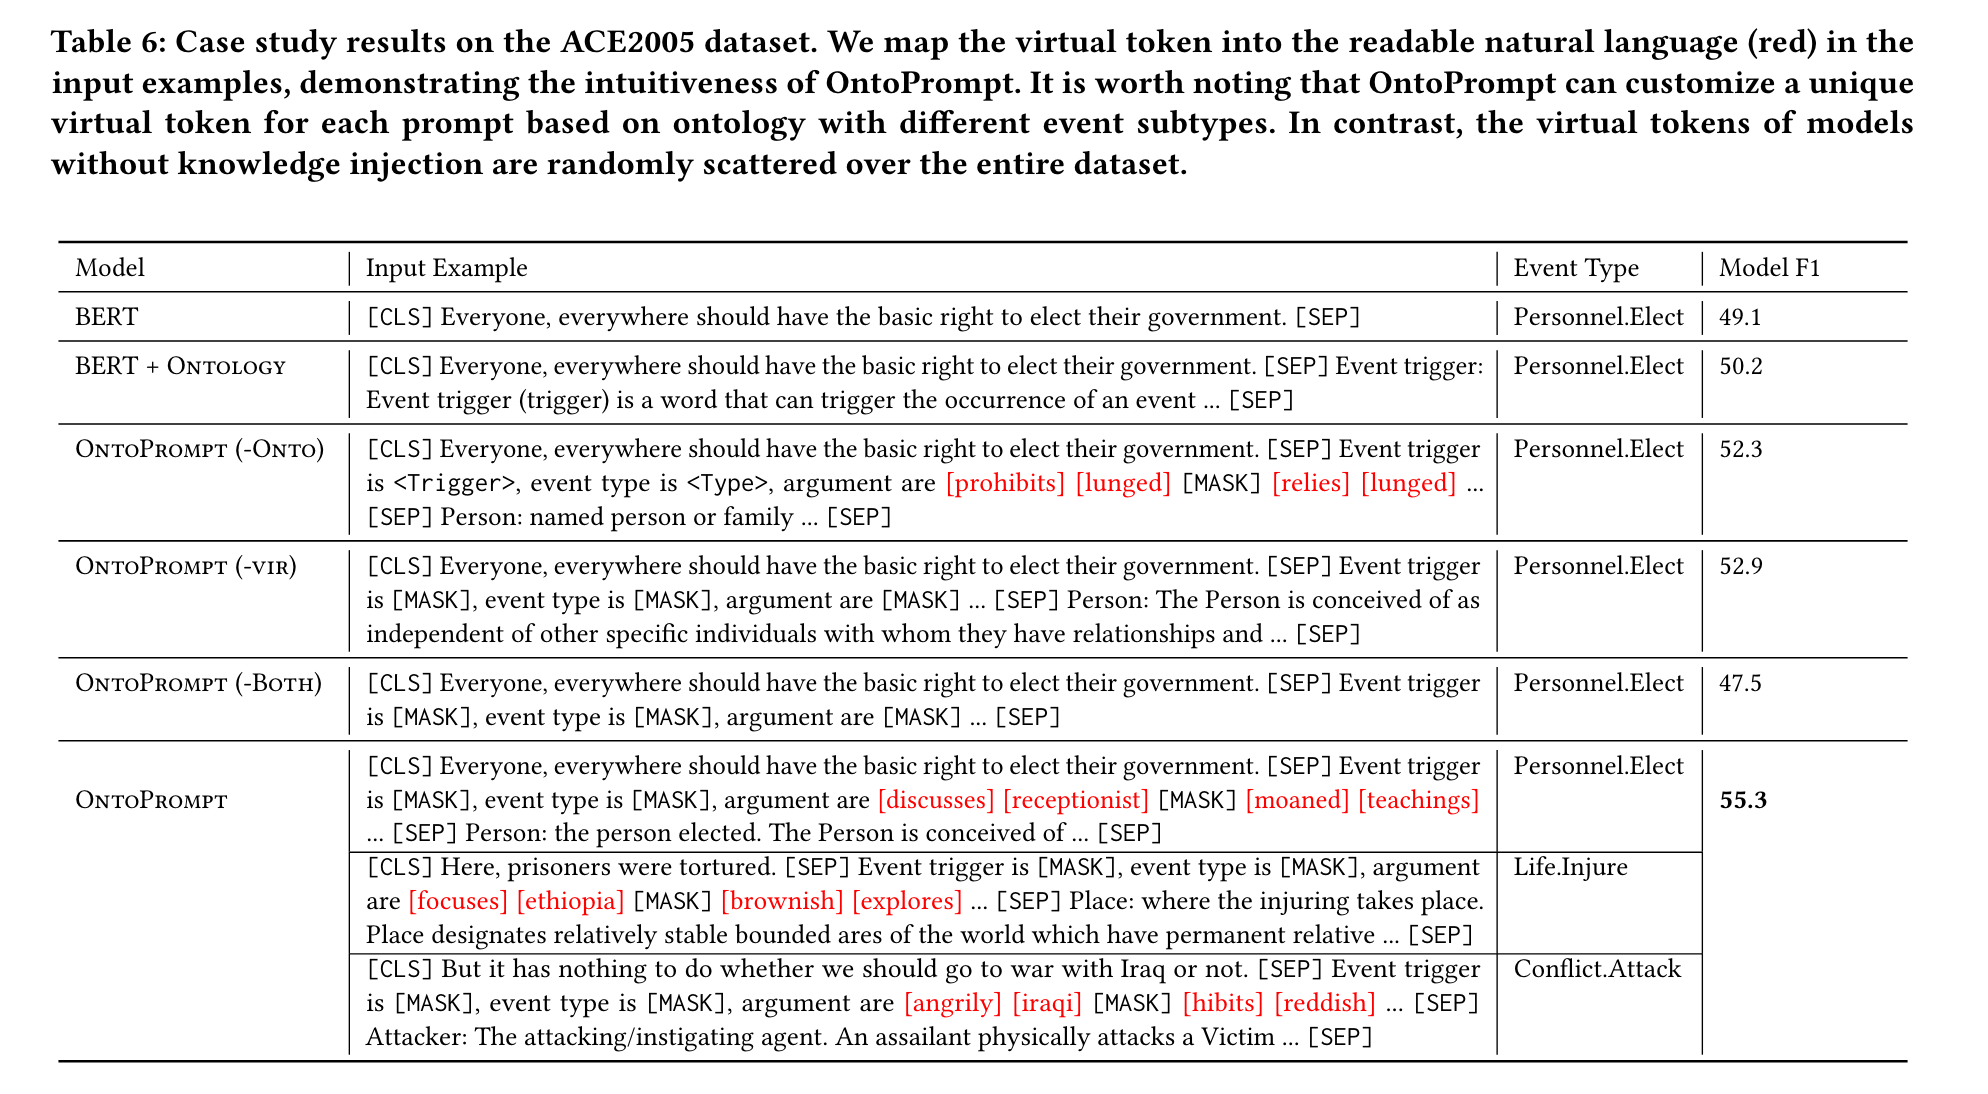 Table 6: Case study results on the ACE2005 dataset. We map the virtual token into the readable natural language (red) in the
input examples, demonstrating the intuitiveness of OntoPrompt. It is worth noting that OntoPrompt can customize a unique
virtual token for each prompt based on ontology with different event subtypes. In contrast, the virtual tokens of models
without knowledge injection are randomly scattered over the entire dataset.
Model Input Example Event Type Model F1
BERT [CLS] Everyone, everywhere should have the basic right to elect their government. [SEP] Personnel.Elect 49.1
BERT + Ontology [CLS] Everyone, everywhere should have the basic right to elect their government. [SEP] Event trigger: Personnel.Elect 50.2
Event trigger (trigger) is a word that can trigger the occurrence of an event ... [SEP]
OntoPrompt (-Onto) [CLS] Everyone, everywhere should have the basic right to elect their government. [SEP] Event trigger Personnel.Elect 52.3
is <Trigger>, event type is <Type>, argument are [prohibits] [lunged] [MASK] [relies] [lunged] ...
[SEP] Person: named person or family ... [SEP]
OntoPrompt (-vir) [CLS] Everyone, everywhere should have the basic right to elect their government. [SEP] Event trigger Personnel.Elect 52.9
is [MASK], event type is [MASK], argument are [MASK] ... [SEP] Person: The Person is conceived of as
independent of other specific individuals with whom they have relationships and ... [SEP]
OntoPrompt (-Both) [CLS] Everyone, everywhere should have the basic right to elect their government. [SEP] Event trigger Personnel.Elect 47.5
is [MASK], event type is [MASK], argument are [MASK] ... [SEP]
[CLS] Everyone, everywhere should have the basic right to elect their government. [SEP] Event trigger Personnel.Elect
OntoPrompt is [MASK], event type is [MASK], argument are [discusses] [receptionist] [MASK] [moaned] [teachings] 55.3
... [SEP] Person: the person elected. The Person is conceived of ... [SEP]
[CLS] Here, prisoners were tortured. [SEP] Event trigger is [MASK], event type is [MASK], argument Life.Injure
are [focuses] [ethiopia] [MASK] [brownish] [explores] ... [SEP] Place: where the injuring takes place.
Place designates relatively stable bounded ares of the world which have permanent relative ... [SEP]
[CLS] But it has nothing to do whether we should go to war with Iraq or not. [SEP] Event trigger Conflict.Attack
is [MASK], event type is [MASK], argument are [angrily] [iraqi] [MASK] [hibits] [reddish] ... [SEP]
Attacker: The attacking/instigating agent. An assailant physically attacks a Victim ... [SEP]